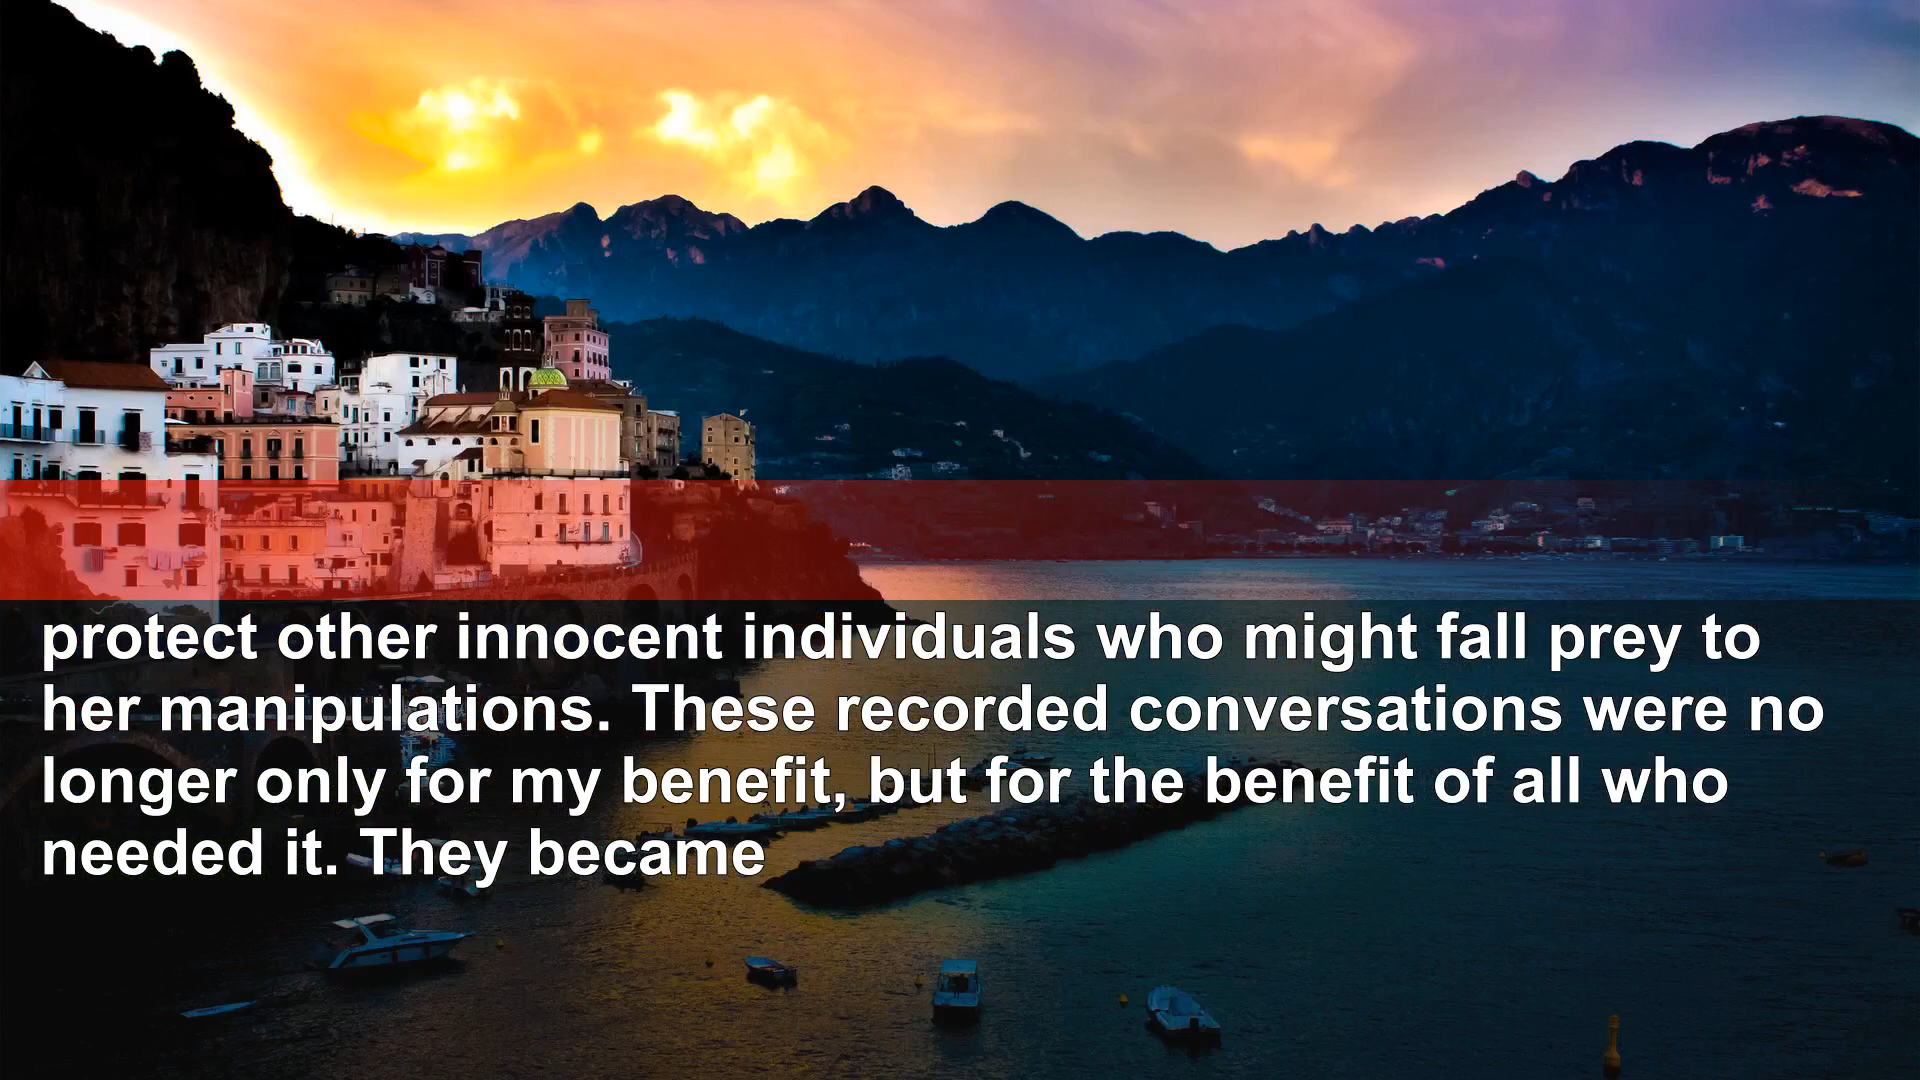 protect other innocent individuals who might fall prey to
her manipulations. These recorded conversations were no
longer only for my benefit, but for the benefit of all who
needed it. They became